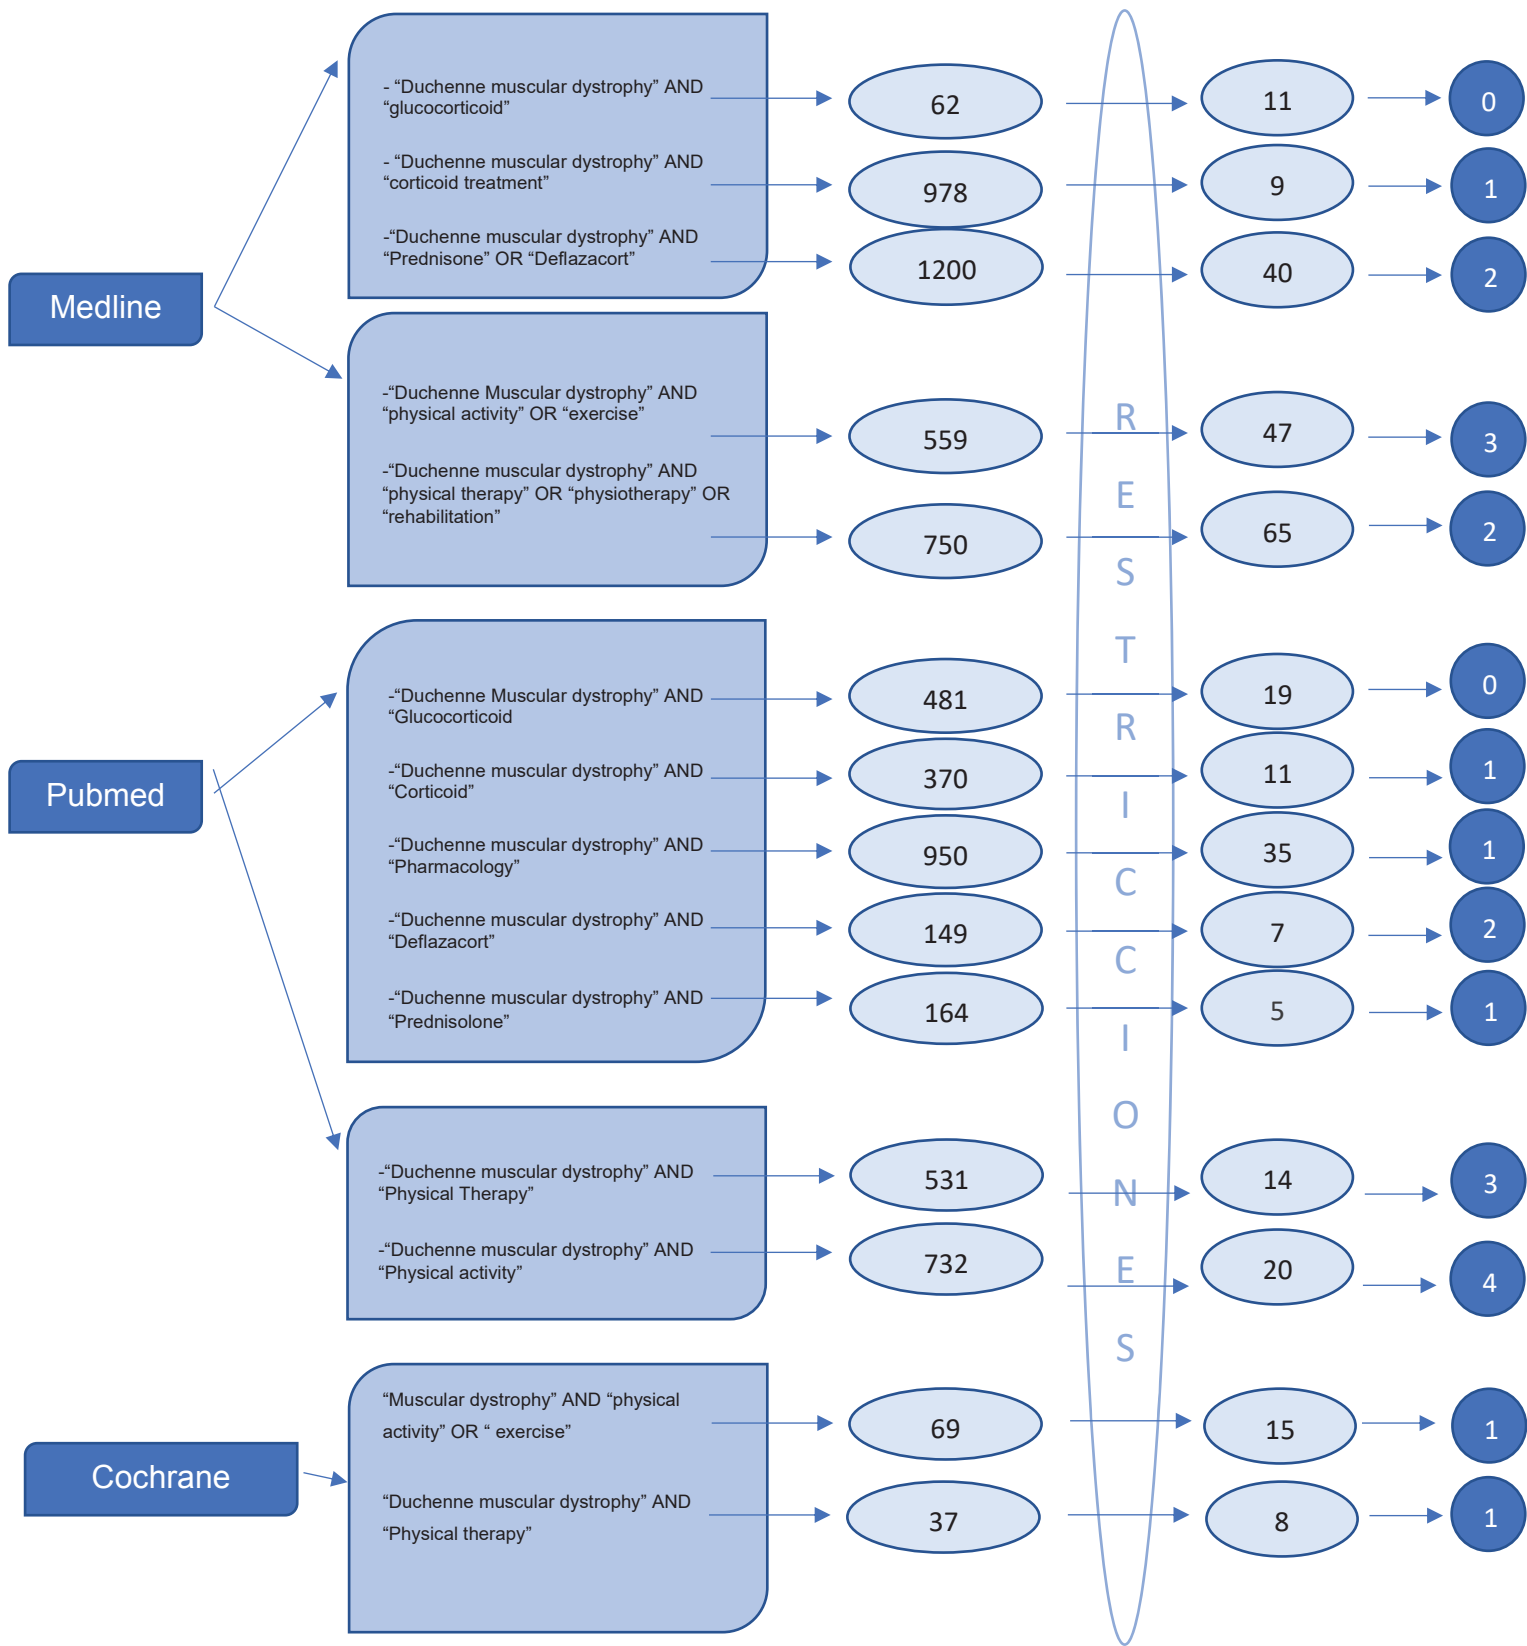 Medline
- “Duchenne muscular dystrophy” AND
“glucocorticoid”
62
11
0
- “Duchenne muscular dystrophy” AND
“corticoid treatment”
978
9
1
-“Duchenne muscular dystrophy” AND
“Prednisone” OR “Deflazacort”
1200
40
2
-“Duchenne Muscular dystrophy” AND
“physical activity” OR “exercise”
559
47
3
-“Duchenne muscular dystrophy” AND
“physical therapy” OR “physiotherapy” OR
“rehabilitation”
750
65
2
Pubmed
-“Duchenne Muscular dystrophy” AND
“Glucocorticoid
481
19
0
-“Duchenne muscular dystrophy” AND
“Corticoid”
370
11
1
-“Duchenne muscular dystrophy” AND
“Pharmacology”
950
35
1
-“Duchenne muscular dystrophy” AND
“Deflazacort”
149
7
2
-“Duchenne muscular dystrophy” AND
“Prednisolone”
164
5
1
-“Duchenne muscular dystrophy” AND
“Physical Therapy”
531
14
3
-“Duchenne muscular dystrophy” AND
“Physical activity”
732
20
4
Cochrane
“Muscular dystrophy” AND “physical
activity” OR “ exercise”
69
15
1
“Duchenne muscular dystrophy” AND
“Physical therapy”
37
8
1
RESTRICCIONES